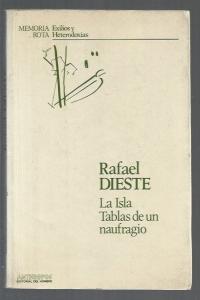 MEMORIA Exilios y
ROTA Heterodoxias
Rafael
DIESTE
La Isla
Tablas de un
naufragio
ANTHROPOS
EDITORIAL DEL HOMBRE